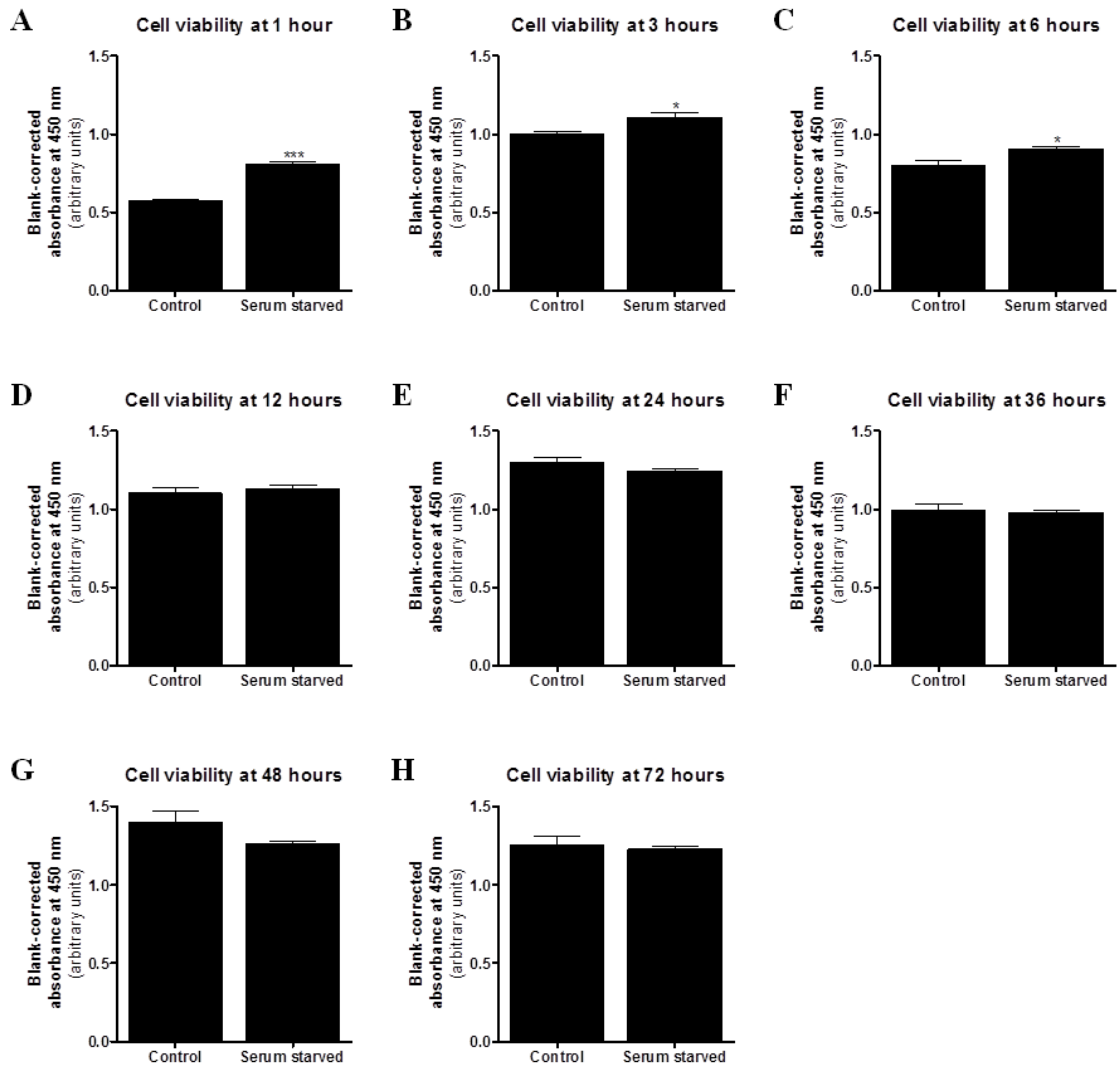 A
Cell viability at 1 hour
Blank-corrected
absorbance at 450 nm
(arbitrary units)
1.5
1.0
0.5
0.0
***
Control
Serum starved
B
Cell viability at 3 hours
Blank-corrected
absorbance at 450 nm
(arbitrary units)
1.5
1.0
0.5
0.0
*
Control
Serum starved
C
Cell viability at 6 hours
Blank-corrected
absorbance at 450 nm
(arbitrary units)
1.5
1.0
0.5
0.0
*
Control
Serum starved
D
Cell viability at 12 hours
Blank-corrected
absorbance at 450 nm
(arbitrary units)
1.5
1.0
0.5
0.0
Control
Serum starved
E
Cell viability at 24 hours
Blank-corrected
absorbance at 450 nm
(arbitrary units)
1.5
1.0
0.5
0.0
Control
Serum starved
F
Cell viability at 36 hours
Blank-corrected
absorbance at 450 nm
(arbitrary units)
1.5
1.0
0.5
0.0
Control
Serum starved
G
Cell viability at 48 hours
Blank-corrected
absorbance at 450 nm
(arbitrary units)
1.5
1.0
0.5
0.0
Control
Serum starved
H
Cell viability at 72 hours
Blank-corrected
absorbance at 450 nm
(arbitrary units)
1.5
1.0
0.5
0.0
Control
Serum starved